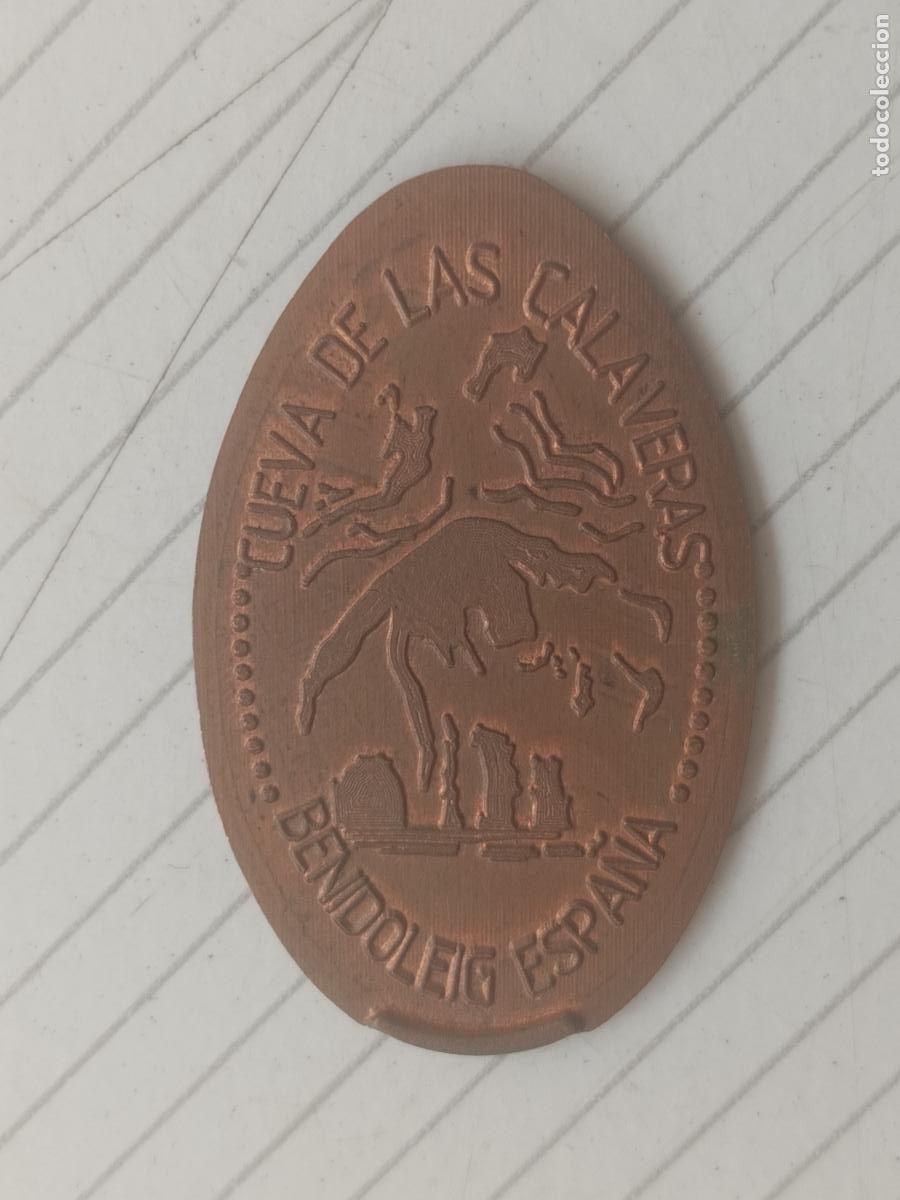 CUEVA DE LAS CALAVERAS
BENIDOLEIG ESPAÑA
todocoleccion